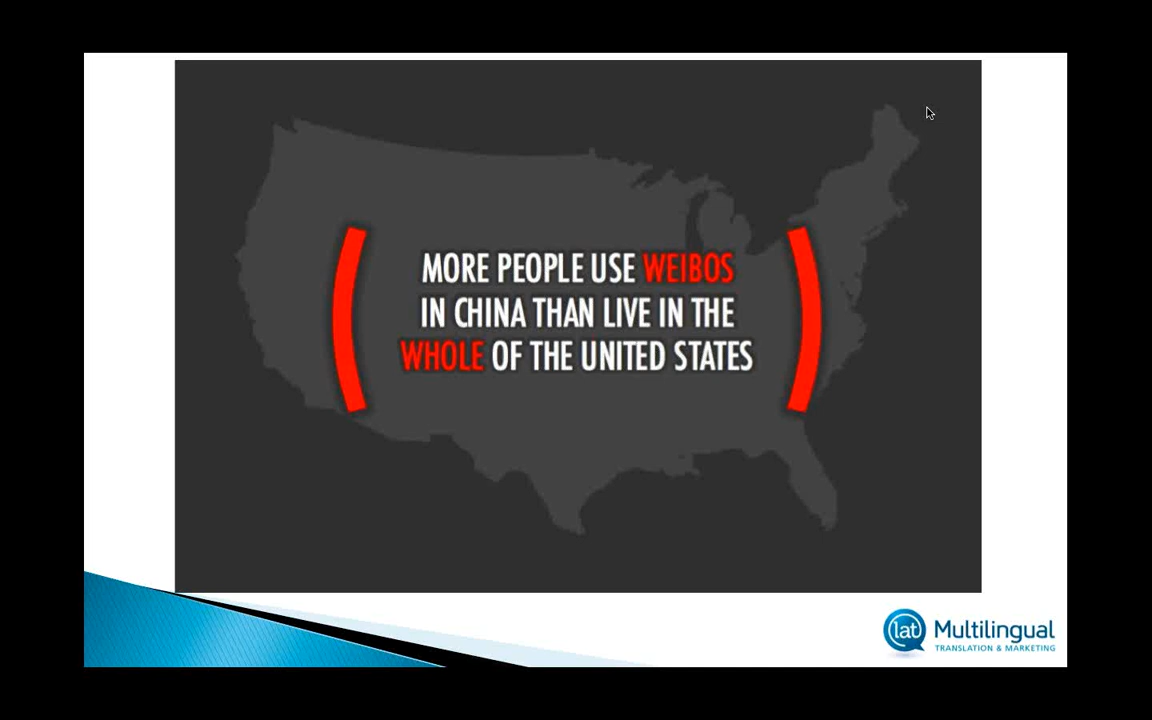 MORE PEOPLE USE WEIBOS
IN CHINA THAN LIVE IN THE
WHOLE OF THE UNITED STATES
lat Multilingual
TRANSLATION & MARKETING